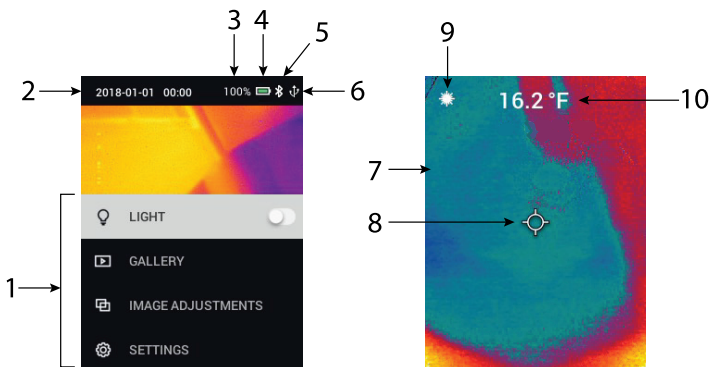 3 4 5
9
2 2018-01-01 00:00 100% 6
16.2 °F 10
7
LIGHT
8
GALLERY
1
IMAGE ADJUSTMENTS
SETTINGS